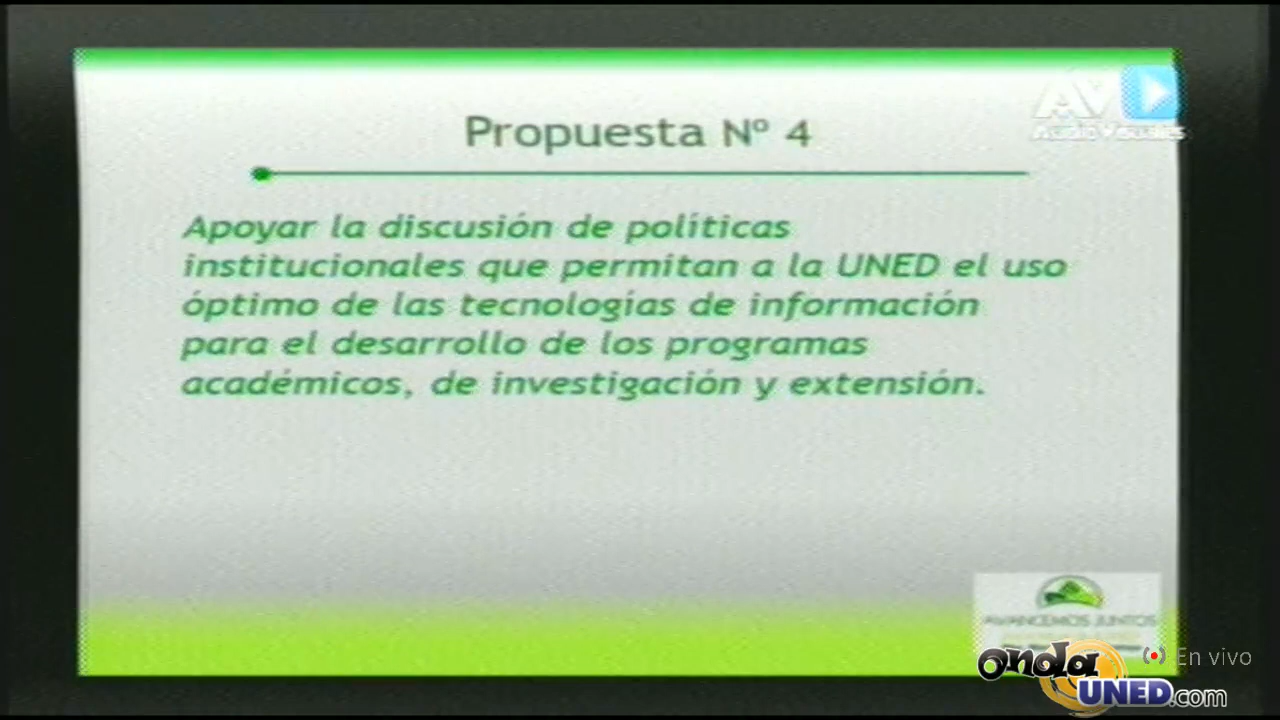 AV
AudioVisuales
Propuesta Nº 4
Apoyar la discusión de políticas
institucionales que permitan a la UNED el uso
óptimo de las tecnologías de información
para el desarrollo de los programas
académicos, de investigación y extensión.
AVANCEMOS JUNTOS
En vivo
onda
UNED.com